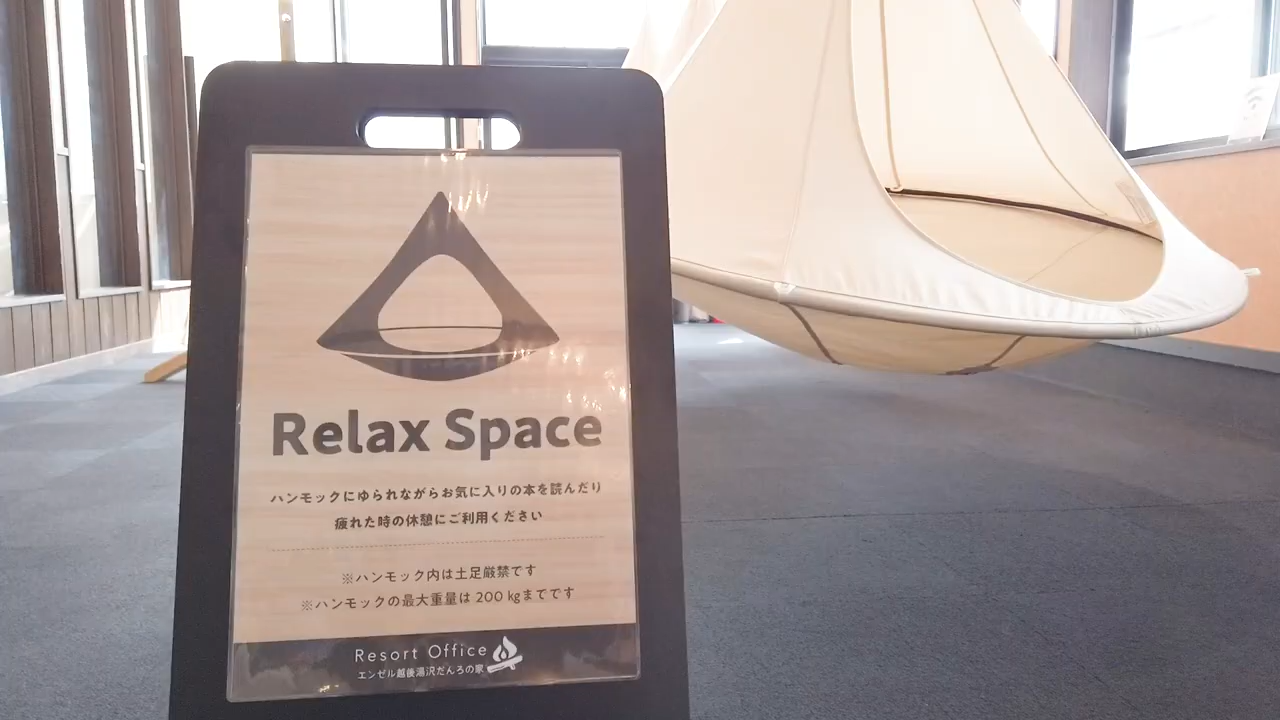 Relax Space
ハンモックにゆられながらお気に入りの本を読んだり
疲れた時の休憩にご利用ください
※ハンモック内は土足厳禁です
※ハンモックの最大重量は 200 kgまでです
Resort Office
エンゼル越後湯沢だんろの家